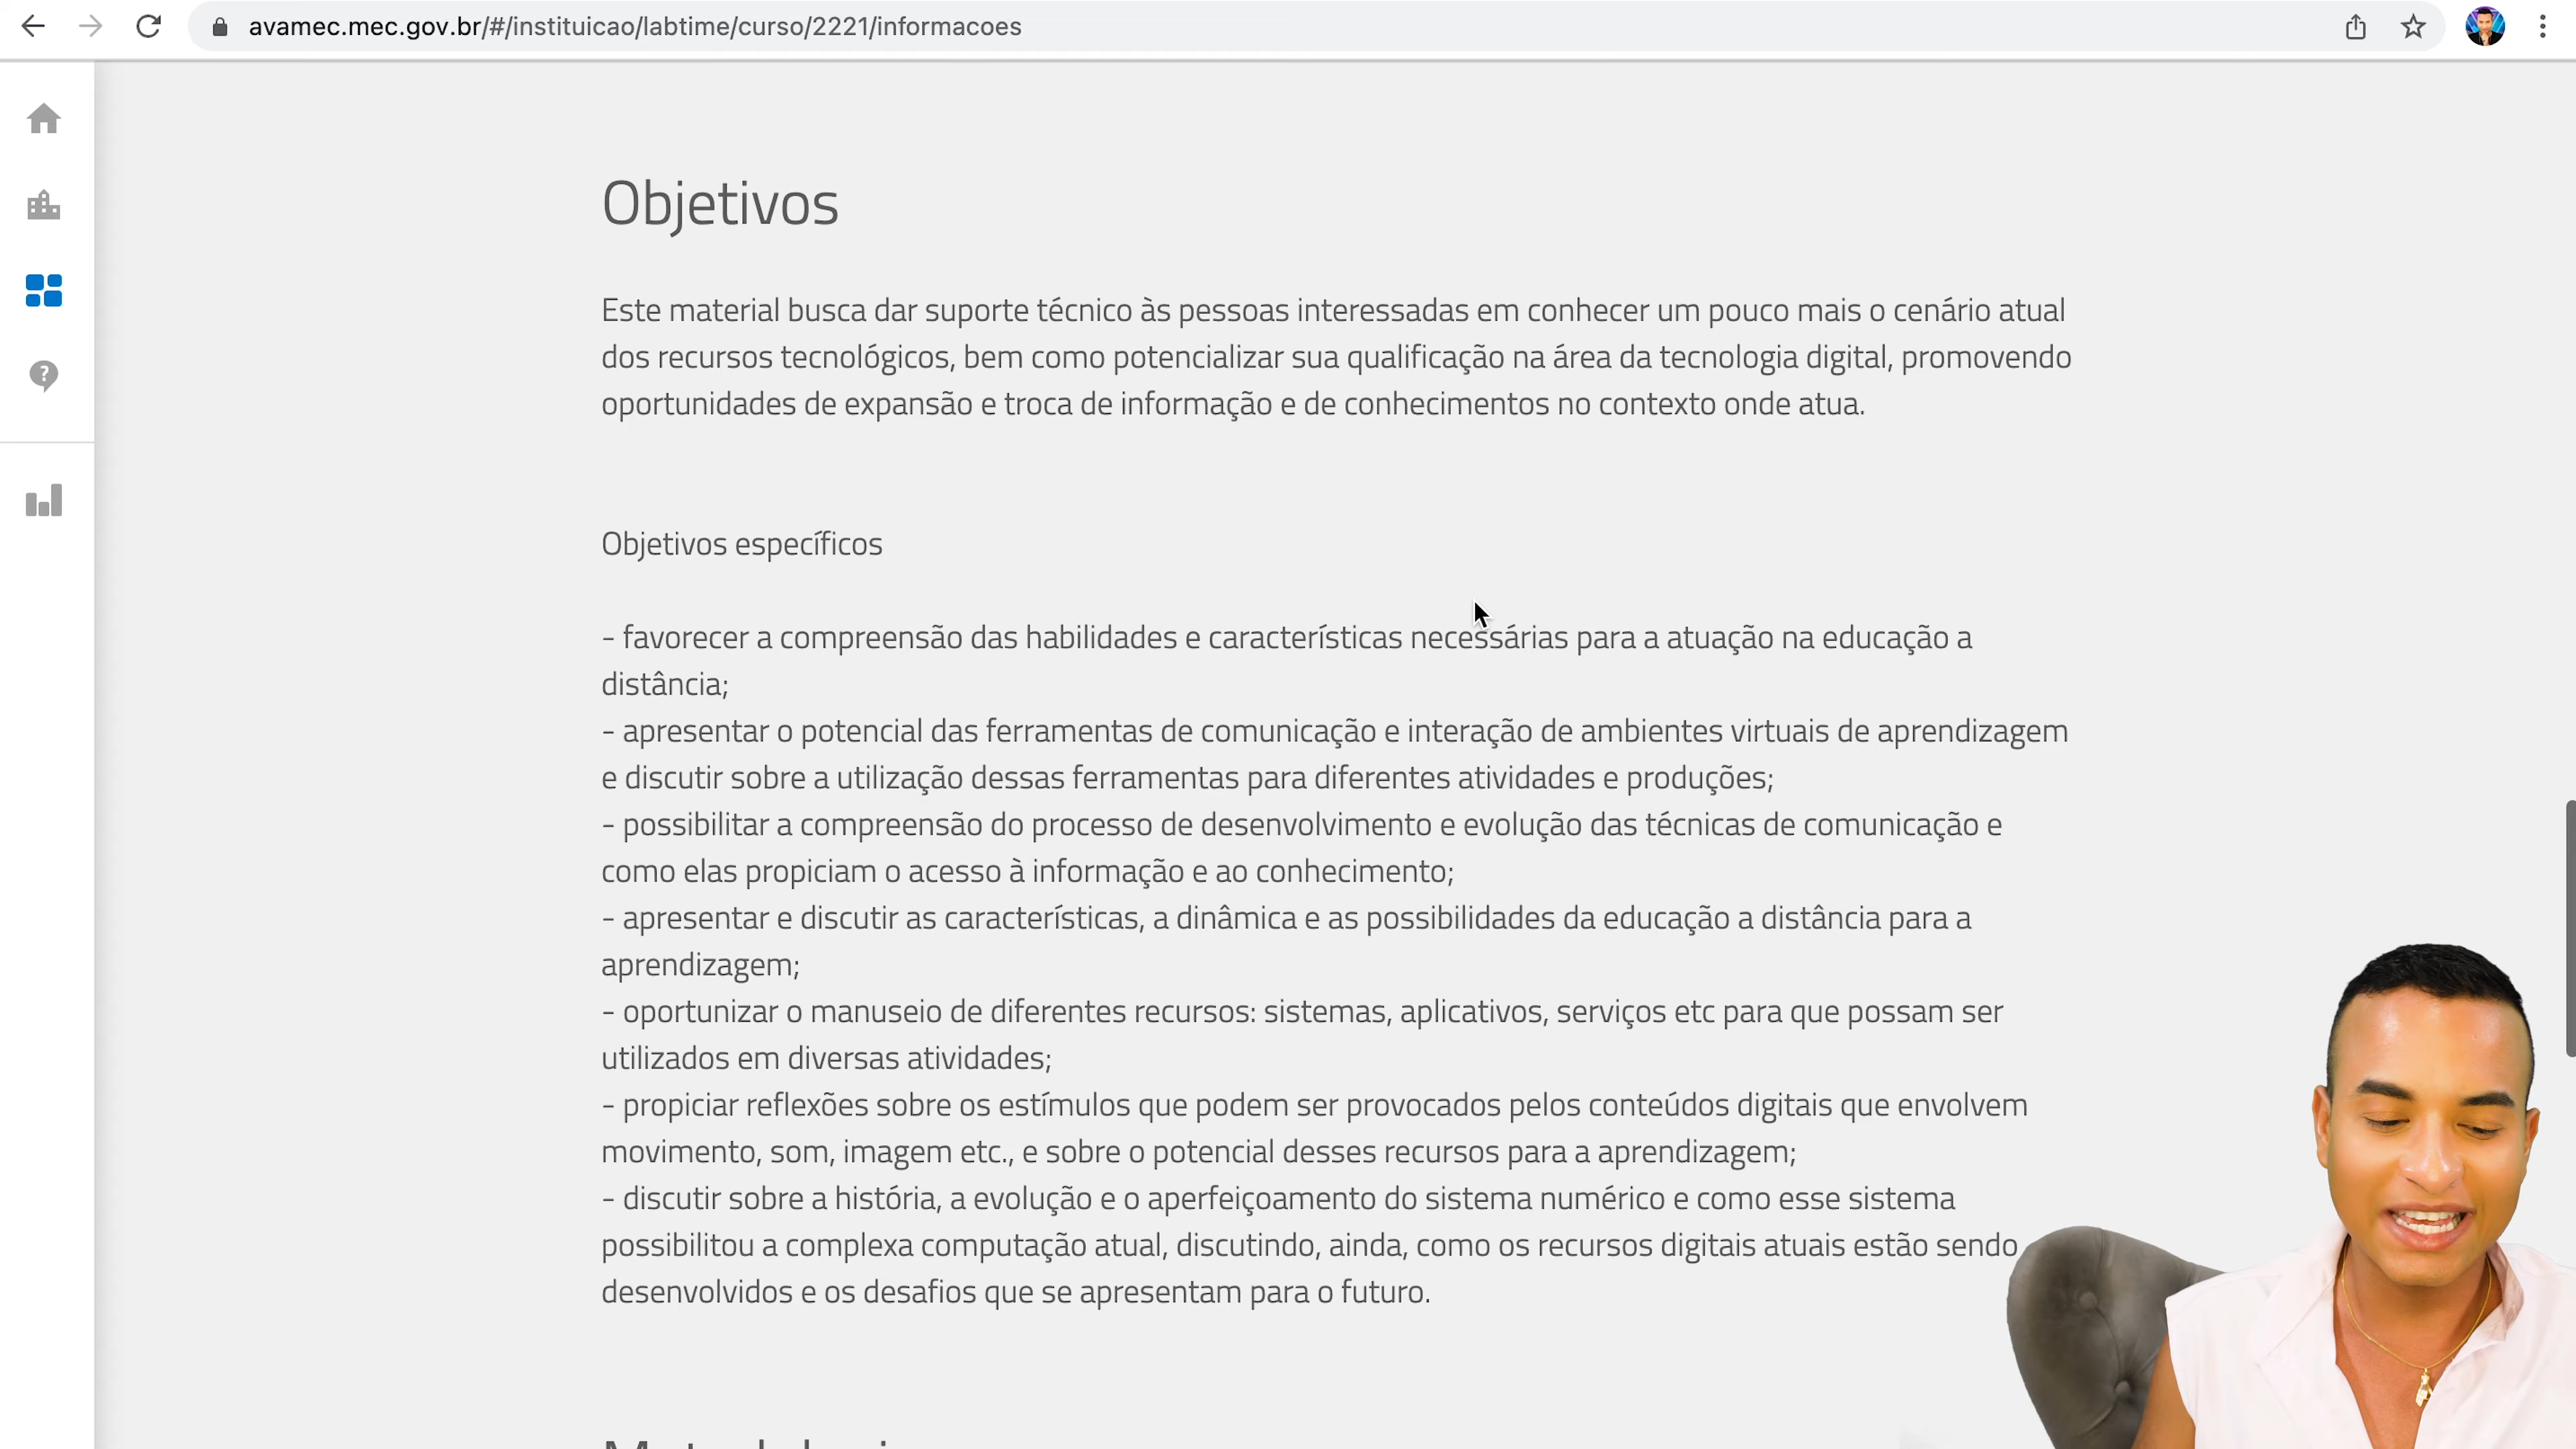 avamec.mec.gov.br/#/instituicao/labtime/curso/2221/informacoes
Objetivos
Este material busca dar suporte técnico às pessoas interessadas em conhecer um pouco mais o cenário atual
dos recursos tecnológicos, bem como potencializar sua qualificação na área da tecnologia digital, promovendo
oportunidades de expansão e troca de informação e de conhecimentos no contexto onde atua.
Objetivos específicos
- favorecer a compreensão das habilidades e características necessárias para a atuação na educação a
distância;
- apresentar o potencial das ferramentas de comunicação e interação de ambientes virtuais de aprendizagem
e discutir sobre a utilização dessas ferramentas para diferentes atividades e produções;
- possibilitar a compreensão do processo de desenvolvimento e evolução das técnicas de comunicação e
como elas propiciam o acesso à informação e ao conhecimento;
- apresentar e discutir as características, a dinâmica e as possibilidades da educação a distância para a
aprendizagem;
- oportunizar o manuseio de diferentes recursos: sistemas, aplicativos, serviços etc para que possam ser
utilizados em diversas atividades;
- propiciar reflexões sobre os estímulos que podem ser provocados pelos conteúdos digitais que envolvem
movimento, som, imagem etc., e sobre o potencial desses recursos para a aprendizagem;
- discutir sobre a história, a evolução e o aperfeiçoamento do sistema numérico e como esse sistema
possibilitou a complexa computação atual, discutindo, ainda, como os recursos digitais atuais estão sendo
desenvolvidos e os desafios que se apresentam para o futuro.